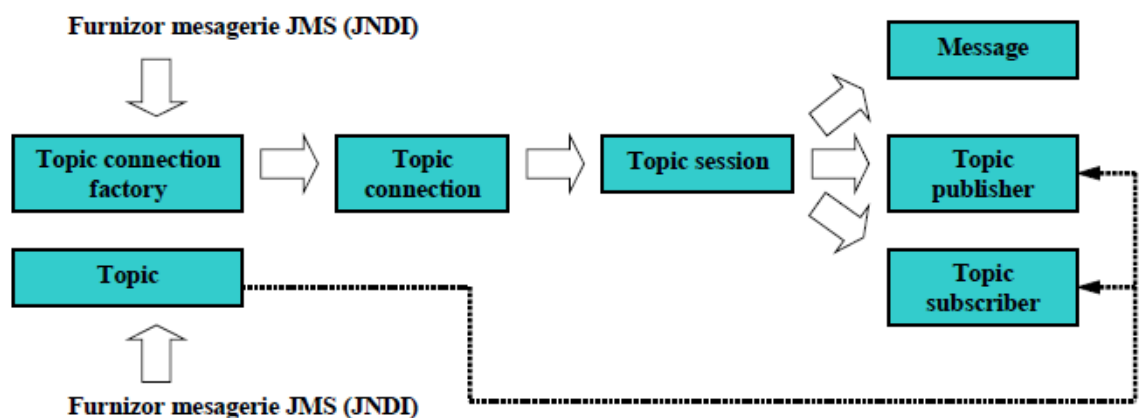 Furnizor mesagerie JMS (JNDI)
Message
Topic connection
factory
Topic
connection
Topic session
Topic
publisher
Topic
Topic
subscriber
Furnizor mesagerie JMS (JNDI)